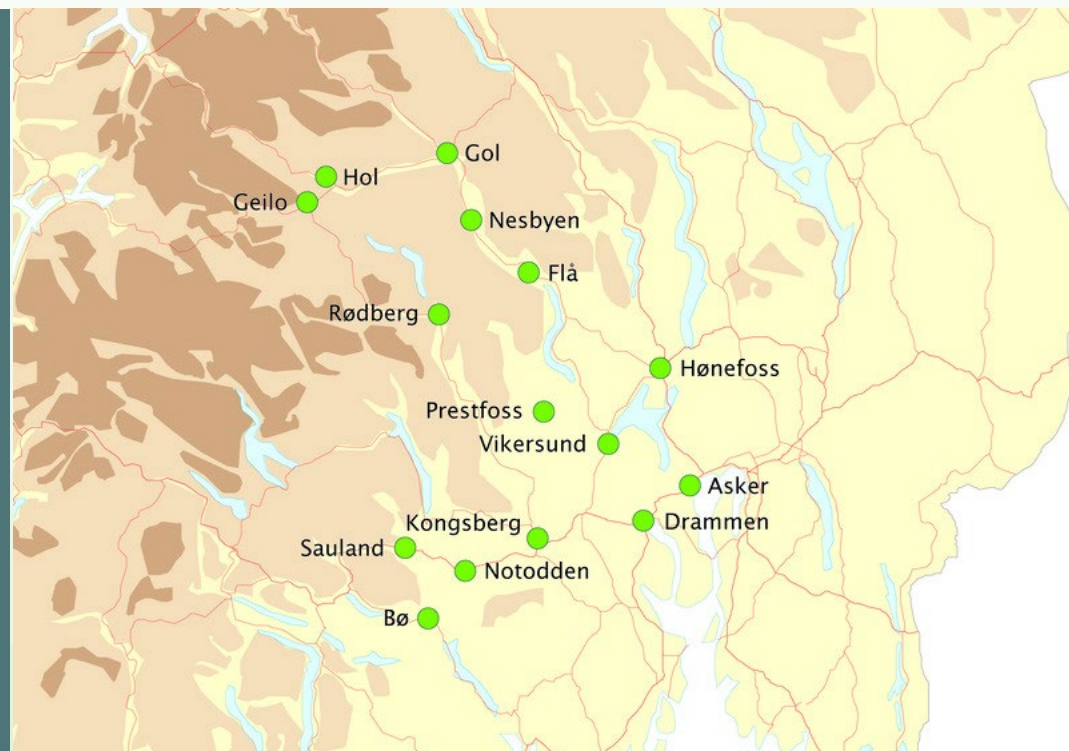 Gol
Hol
Geilo
Nesbyen
Flå
Rødberg
Hønefoss
Prestfoss
Vikersund
Asker
Drammen
Kongsberg
Sauland
Notodden
Bø